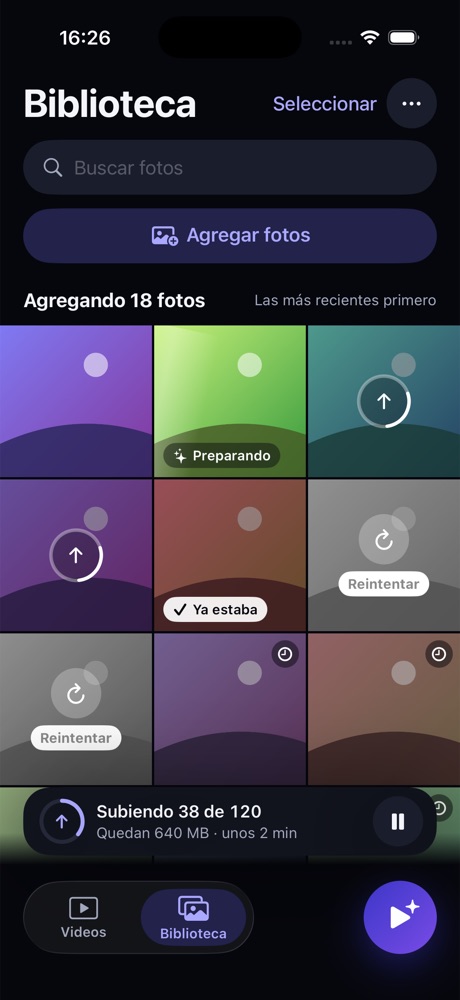 16:26
Biblioteca
Seleccionar
Buscar fotos
Agregar fotos
Agregando 18 fotos
Las más recientes primero
Preparando
Ya estaba
Reintentar
Reintentar
Subiendo 38 de 120
Quedan 640 MB · unos 2 min
Videos
Biblioteca